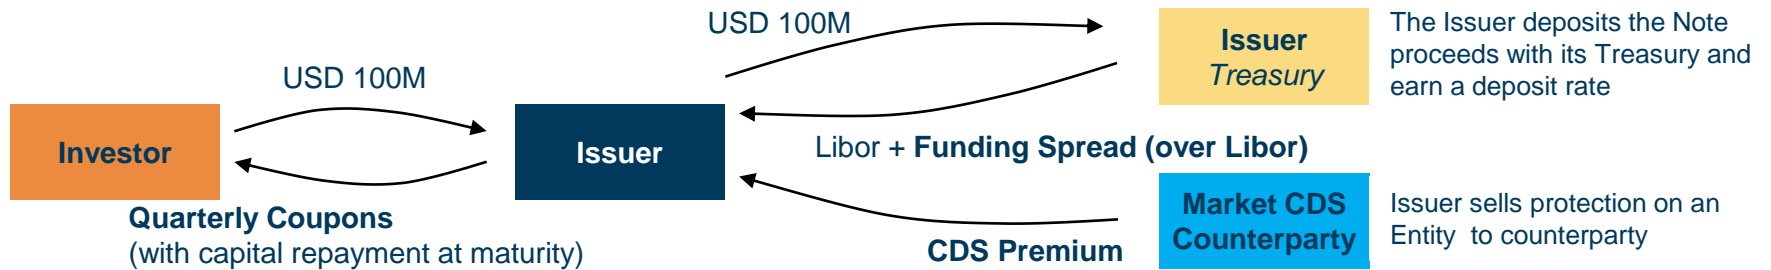 USD 100M
Issuer
Treasury
The Issuer deposits the Note
proceeds with its Treasury and
earn a deposit rate
USD 100M
Investor
Issuer
Libor + Funding Spread (over Libor)
Quarterly Coupons
(with capital repayment at maturity)
CDS Premium
Market CDS
Counterparty
Issuer sells protection on an
Entity to counterparty